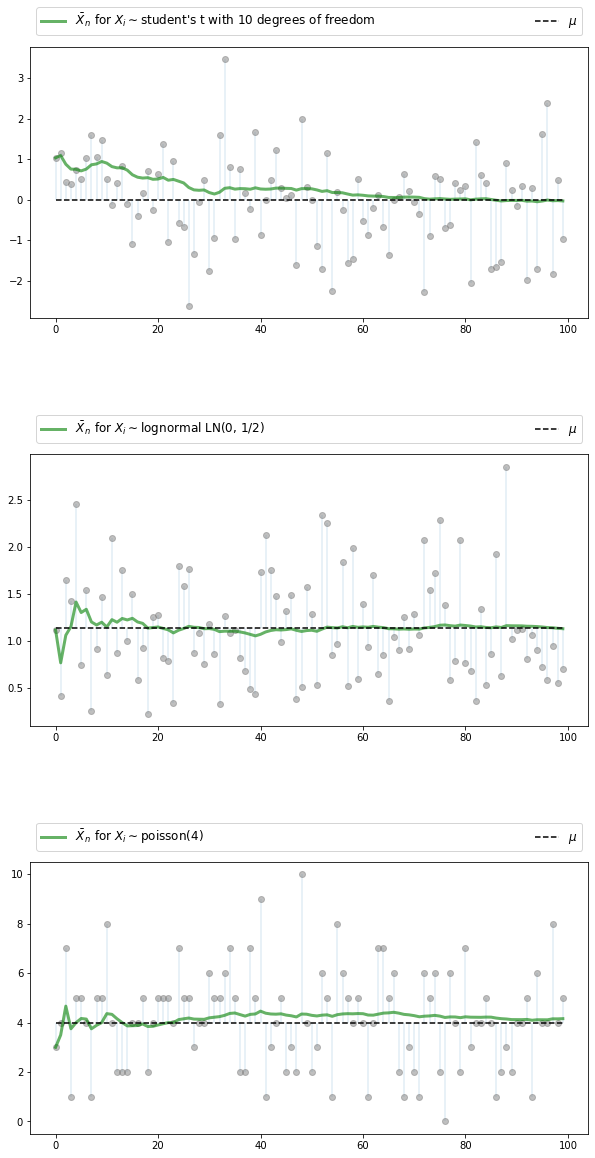 X̄ₙ for Xᵢ ∼ student's t with 10 degrees of freedom μ
3
2
1
0
−1
−2
0 20 40 60 80 100
X̄ₙ for Xᵢ ∼ lognormal LN(0, 1/2) μ
2.5
2.0
1.5
1.0
0.5
0 20 40 60 80 100
X̄ₙ for Xᵢ ∼ poisson(4) μ
10
8
6
4
2
0
0 20 40 60 80 100